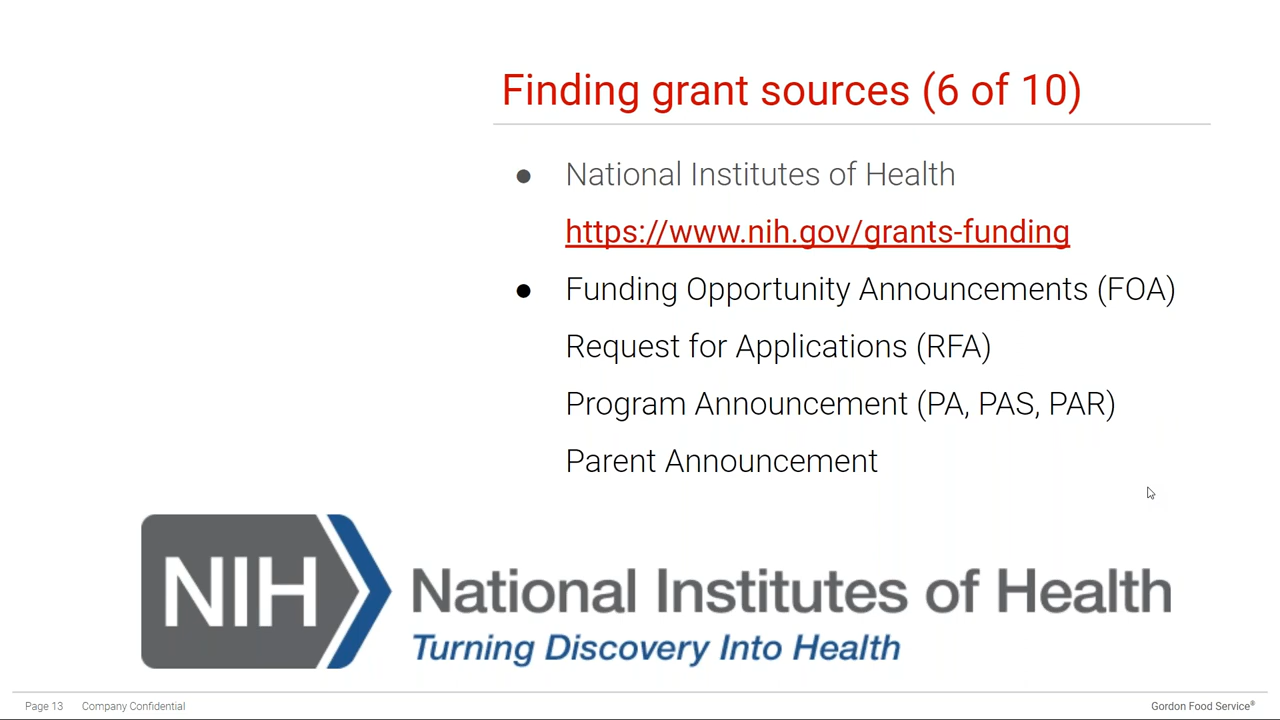 Finding grant sources (6 of 10)
● National Institutes of Health
https://www.nih.gov/grants-funding
● Funding Opportunity Announcements (FOA)
Request for Applications (RFA)
Program Announcement (PA, PAS, PAR)
Parent Announcement
NIH
National Institutes of Health
Turning Discovery Into Health
Page 13 Company Confidential
Gordon Food Service®